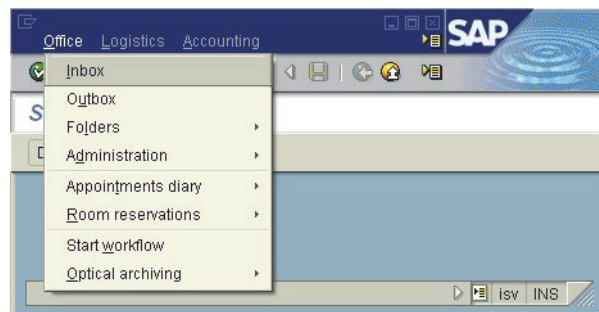 Office Logistics Accounting
SAP
Inbox
Outbox
S
Folders
Administration
Appointments diary
Room reservations
Start workflow
Optical archiving
isv INS